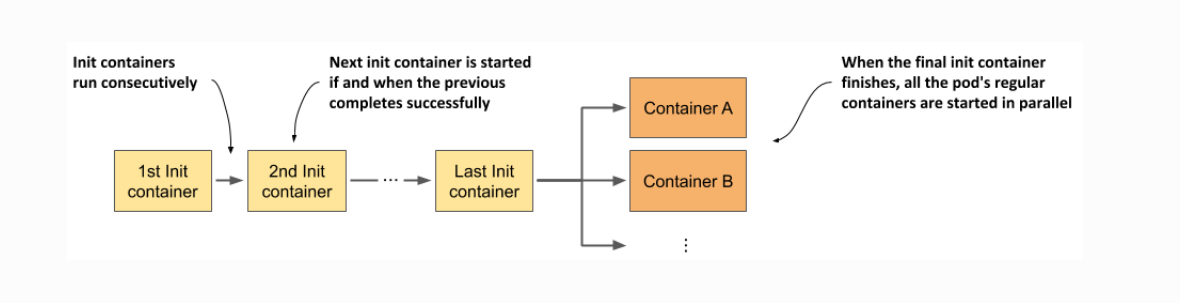 Init containers
run consecutively
Next init container is started
if and when the previous
completes successfully
When the final init container
finishes, all the pod's regular
containers are started in parallel
1st Init
container
2nd Init
container
...
Last Init
container
Container A
Container B
⋮